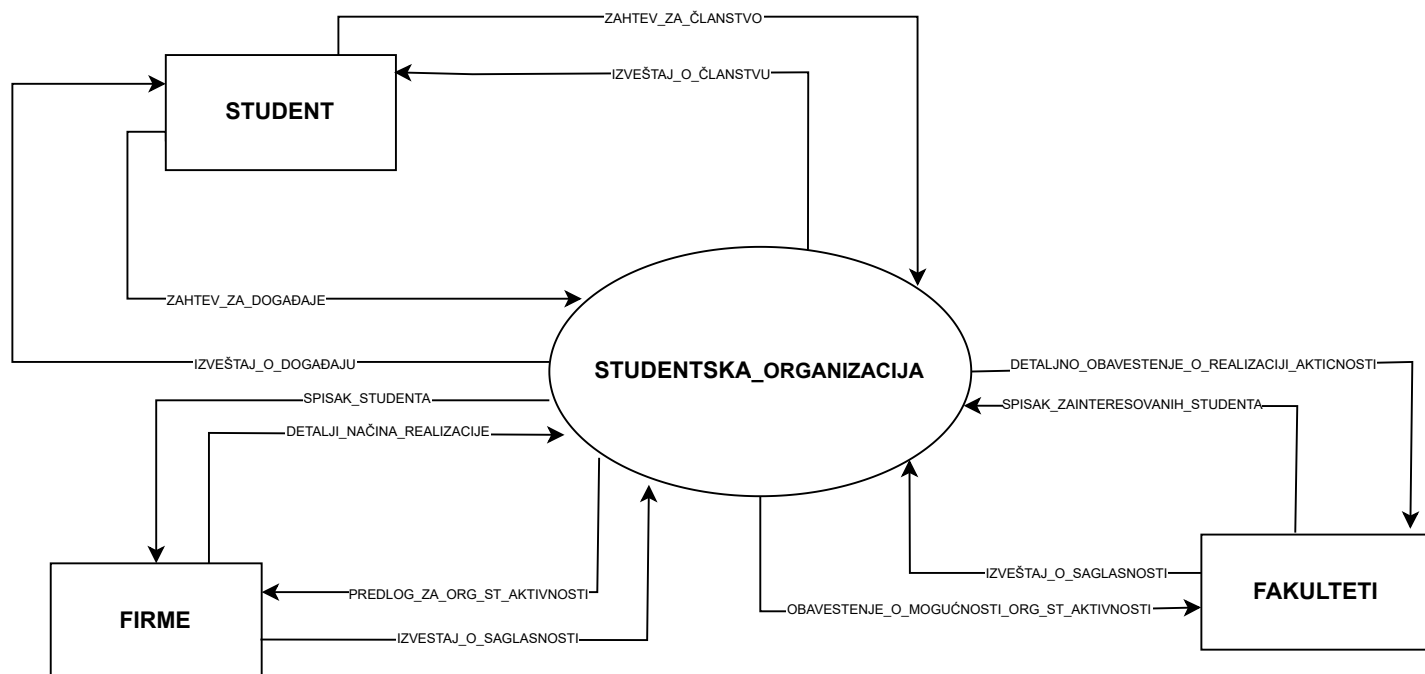 ZAHTEV_ZA_ČLANSTVO
IZVEŠTAJ_O_ČLANSTVU
STUDENT
ZAHTEV_ZA_DOGAĐAJE
IZVEŠTAJ_O_DOGAĐAJU
STUDENTSKA_ORGANIZACIJA
DETALJNO_OBAVESTENJE_O_REALIZACIJI_AKTICNOSTI
SPISAK_STUDENTA
SPISAK_ZAINTERESOVANIH_STUDENTA
DETALJI_NAČINA_REALIZACIJE
IZVEŠTAJ_O_SAGLASNOSTI
FAKULTETI
PREDLOG_ZA_ORG_ST_AKTIVNOSTI
OBAVESTENJE_O_MOGUĆNOSTI_ORG_ST_AKTIVNOSTI
FIRME
IZVESTAJ_O_SAGLASNOSTI